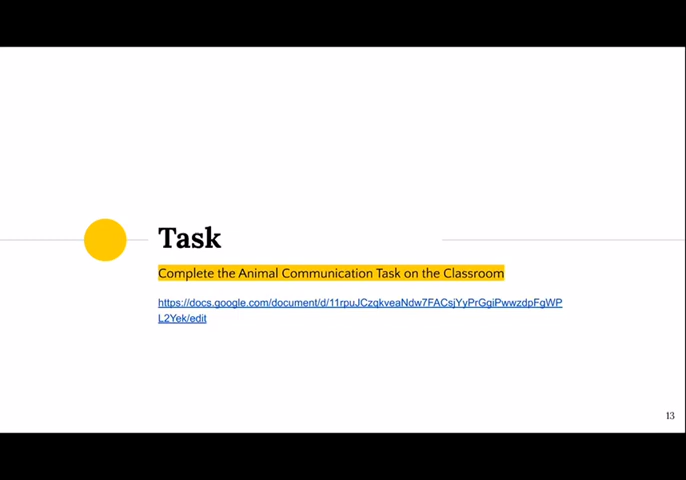 Task
Complete the Animal Communication Task on the Classroom
https://docs.google.com/document/d/11rpuJCzqkveaNdw7FACsjYyPrGgiPwwzdpFgWP
L2Yek/edit
13